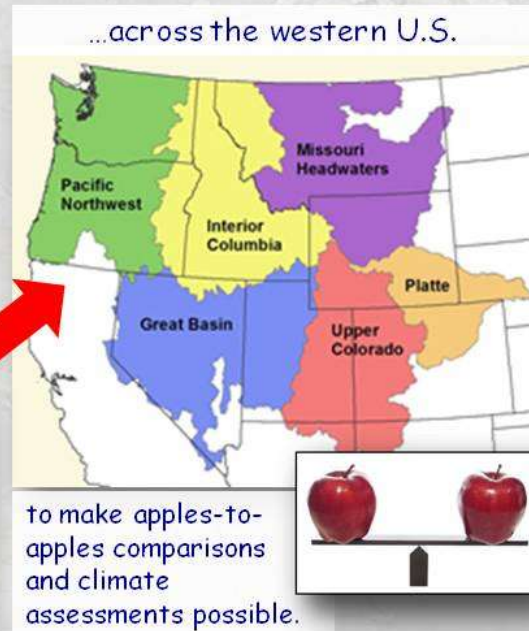 ...across the western U.S.
Pacific
Northwest
Missouri
Headwaters
Interior
Columbia
Great Basin
Platte
Upper
Colorado
to make apples-to-
apples comparisons
and climate
assessments possible.